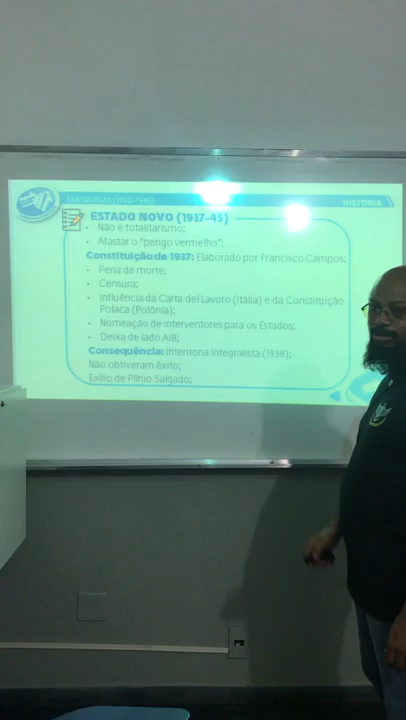 ERA VARGAS (1930-1945)
HISTÓRIA
ESTADO NOVO (1937-45)
• Não é totalitarismo;
• Afastar o "perigo vermelho";
Constituição de 1937: Elaborado por Francisco Campos;
• Pena de morte;
• Censura;
• Influência da Carta del Lavoro (Itália) e da Constituição
Polaca (Polônia);
• Nomeação de interventores para os Estados;
• Deixa de lado AIB;
Consequência: Intentona Integralista (1938);
Não obtiveram êxito;
Exílio de Plínio Salgado;